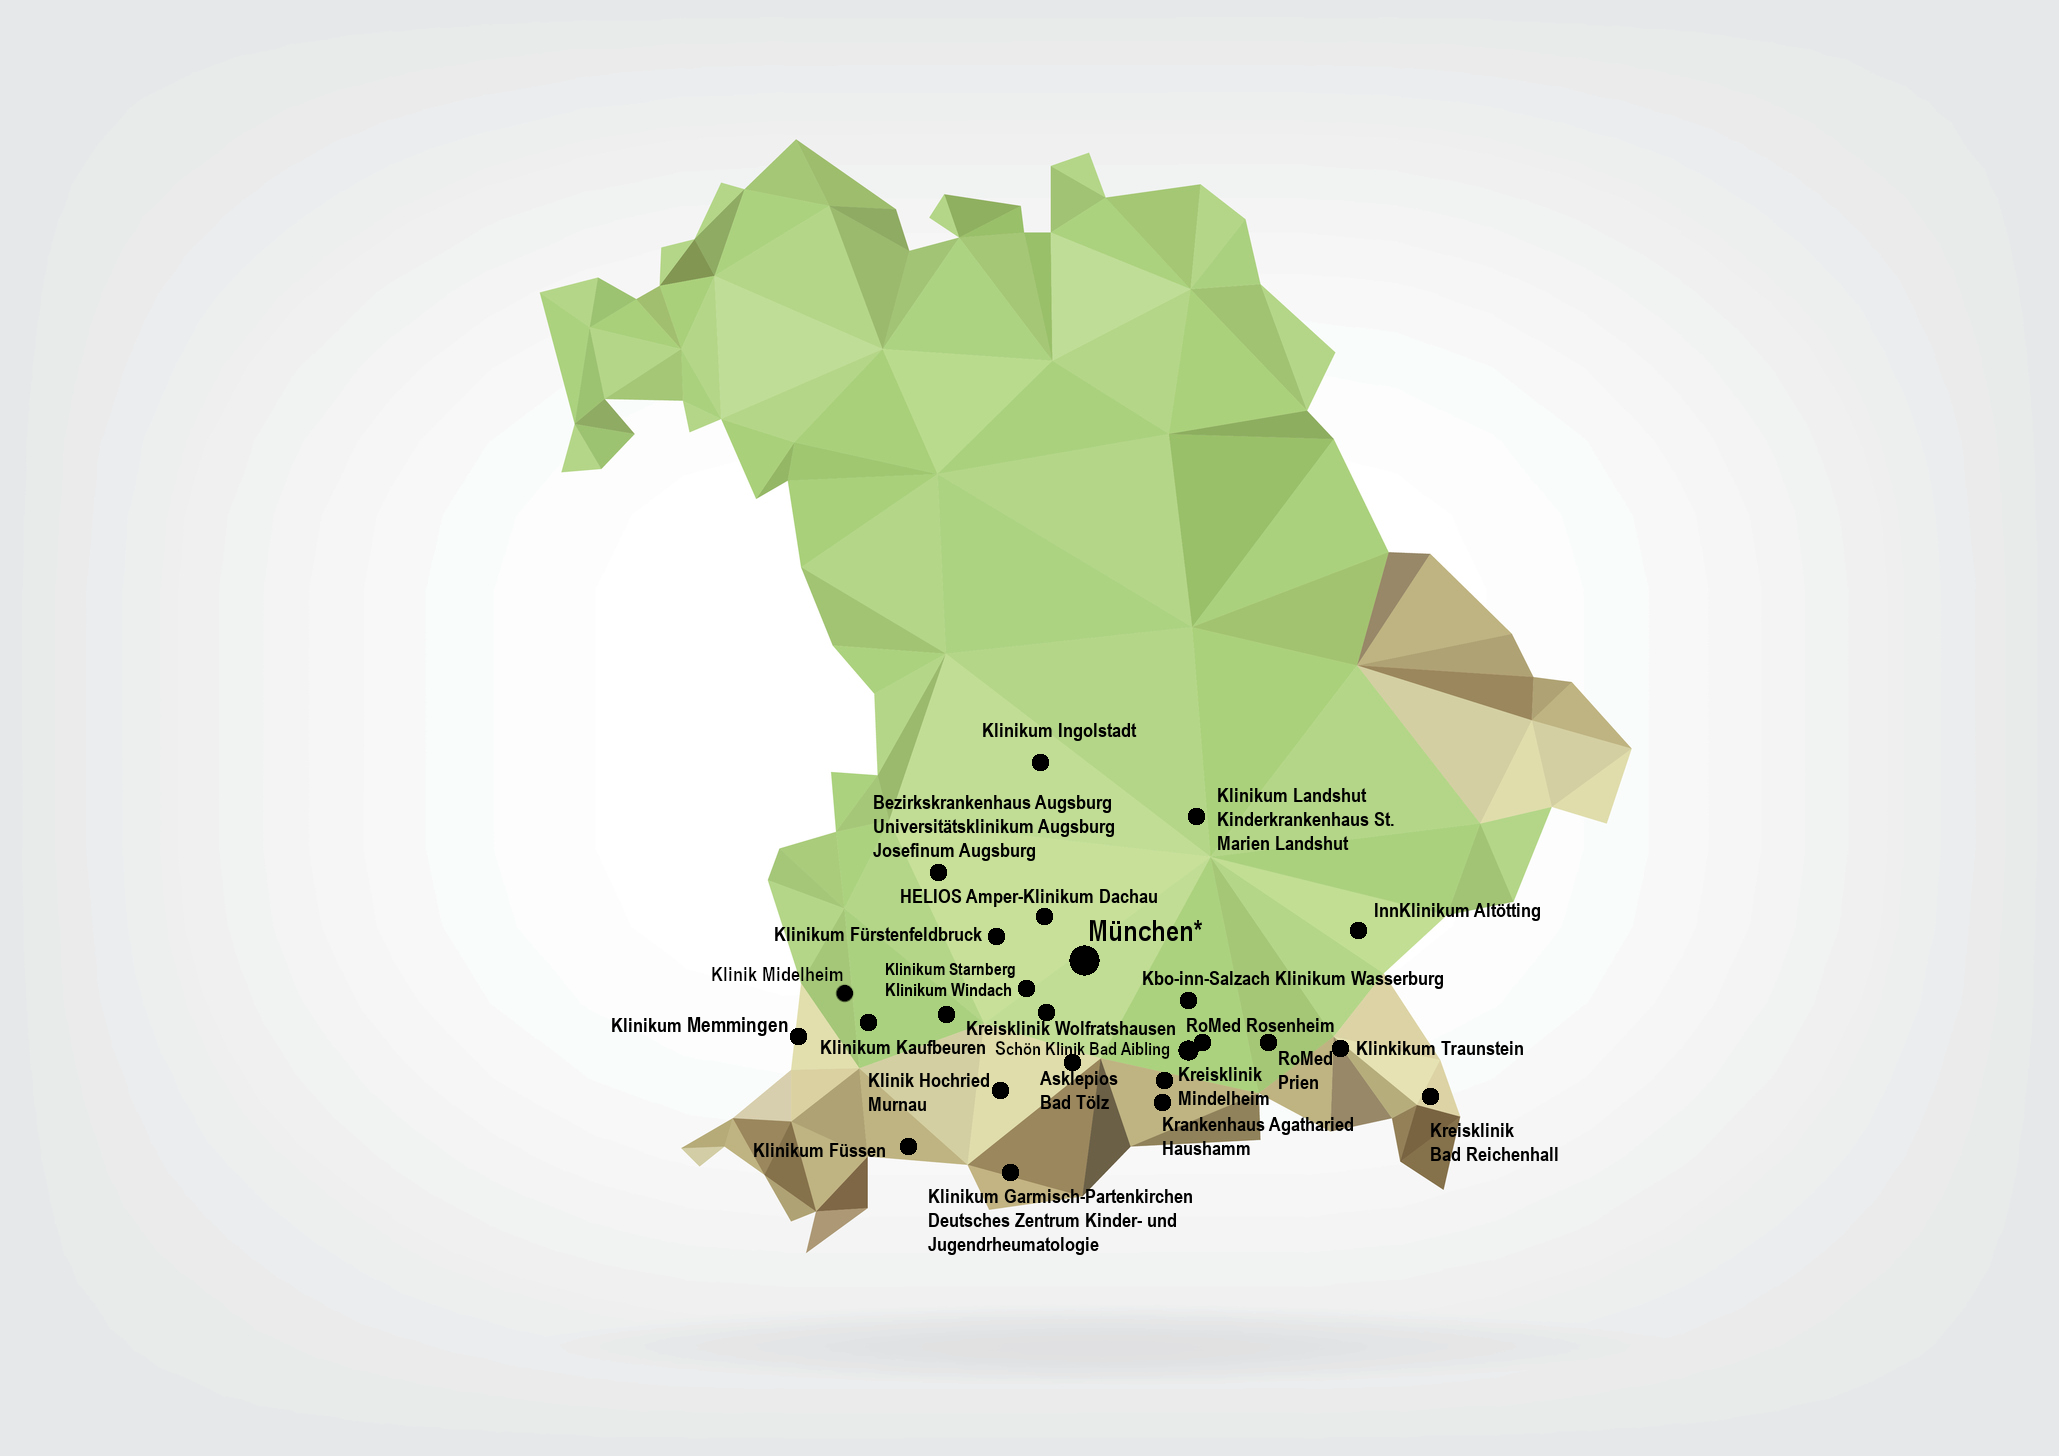 Klinikum Ingolstadt
Klinikum Landshut
Kinderkrankenhaus St.
Marien Landshut
Bezirkskrankenhaus Augsburg
Universitätsklinikum Augsburg
Josefinum Augsburg
HELIOS Amper-Klinikum Dachau
InnKlinikum Altötting
München*
Klinikum Fürstenfeldbruck
Klinik Midelheim
Klinikum Starnberg
Klinikum Windach
Kbo-inn-Salzach Klinikum Wasserburg
Klinikum Memmingen
Kreisklinik Wolfratshausen
RoMed Rosenheim
Klinikum Kaufbeuren
Schön Klinik Bad Aibling
Klinkikum Traunstein
RoMed
Prien
Klinik Hochried
Murnau
Asklepios
Bad Tölz
Kreisklinik
Mindelheim
Krankenhaus Agatharied
Haushamm
Kreisklinik
Bad Reichenhall
Klinikum Füssen
Klinikum Garmisch-Partenkirchen
Deutsches Zentrum Kinder- und
Jugendrheumatologie